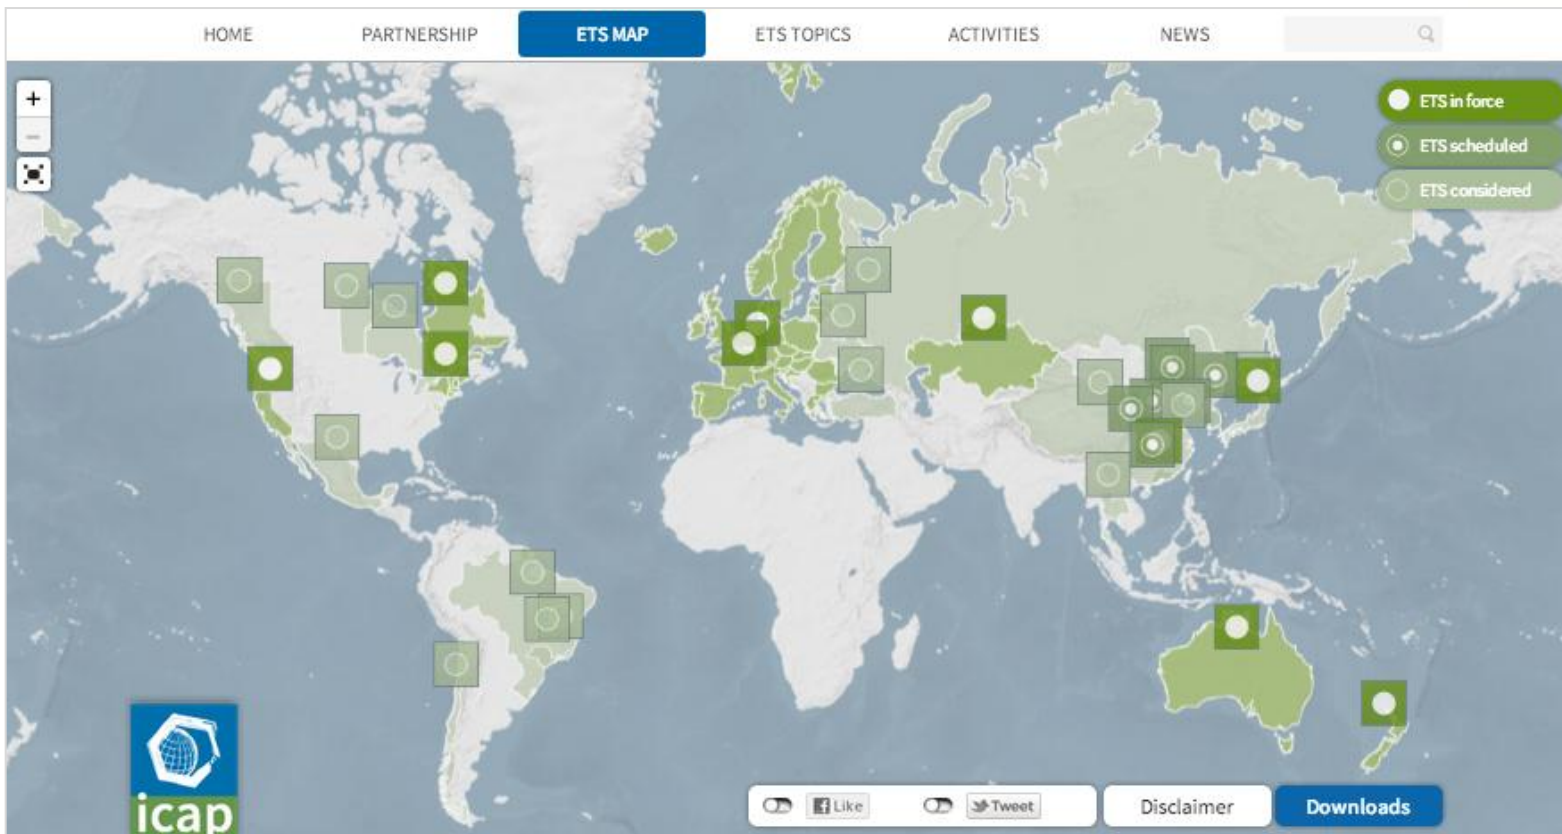 HOME PARTNERSHIP ETS MAP ETS TOPICS ACTIVITIES NEWS
+
–
ETS in force
ETS scheduled
ETS considered
icap
Like Tweet Disclaimer Downloads